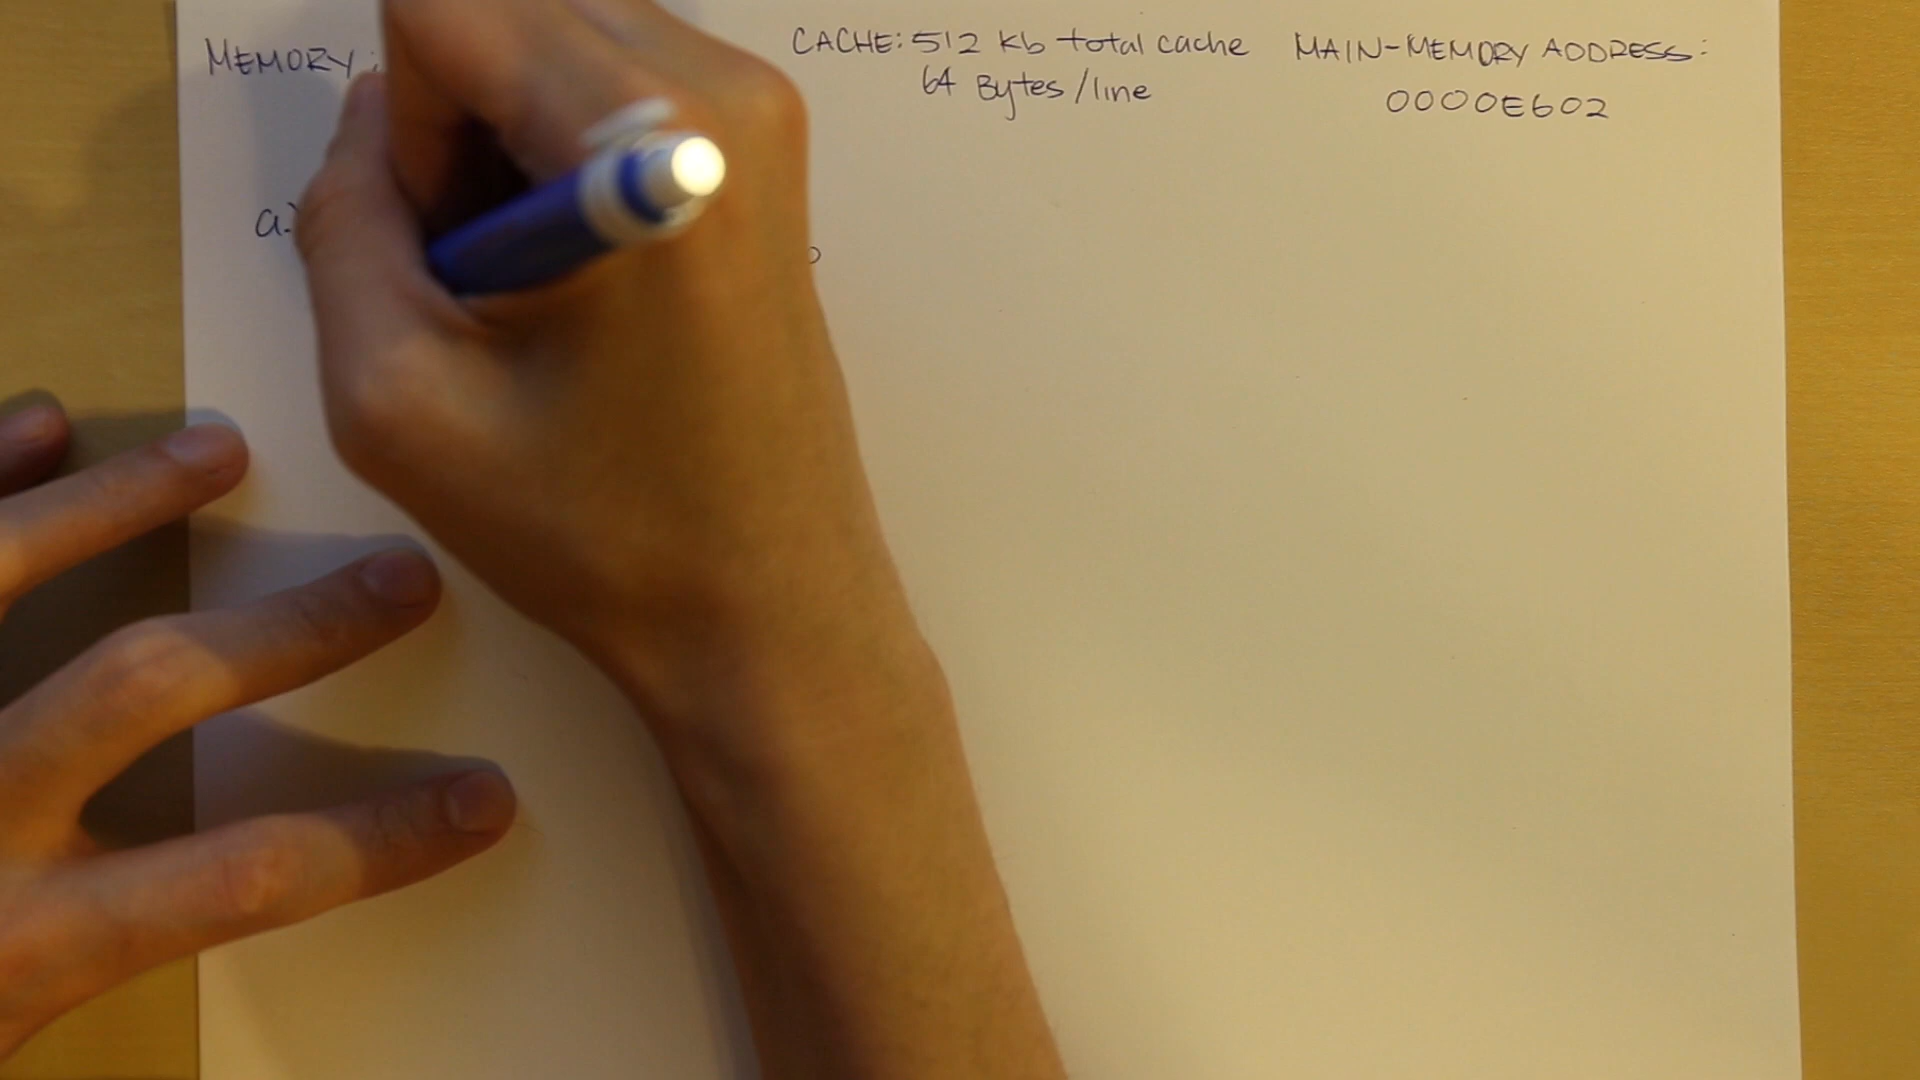 MEMORY:
CACHE: 512 Kb total cache
64 Bytes/line
MAIN-MEMORY ADDRESS:
0000E602
a.)